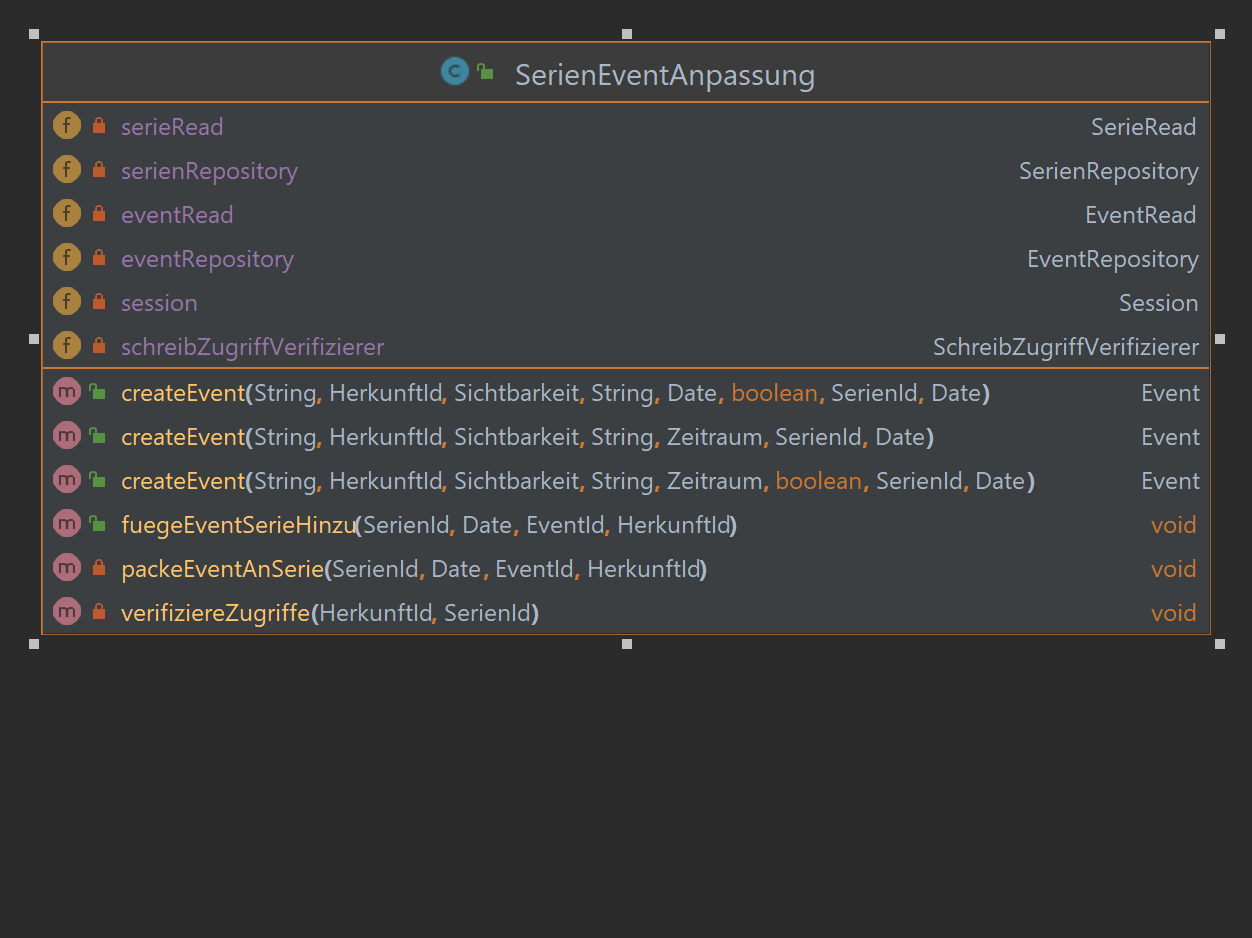 C SerienEventAnpassung
f serieRead SerieRead
f serienRepository SerienRepository
f eventRead EventRead
f eventRepository EventRepository
f session Session
f schreibZugriffVerifizierer SchreibZugriffVerifizierer
m createEvent(String, HerkunftId, Sichtbarkeit, String, Date, boolean, SerienId, Date) Event
m createEvent(String, HerkunftId, Sichtbarkeit, String, Zeitraum, SerienId, Date) Event
m createEvent(String, HerkunftId, Sichtbarkeit, String, Zeitraum, boolean, SerienId, Date) Event
m fuegeEventSerieHinzu(SerienId, Date, EventId, HerkunftId) void
m packeEventAnSerie(SerienId, Date, EventId, HerkunftId) void
m verifiziereZugriffe(HerkunftId, SerienId) void